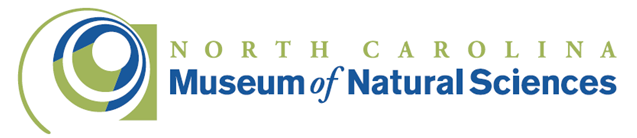 NORTH CAROLINA
Museum of Natural Sciences